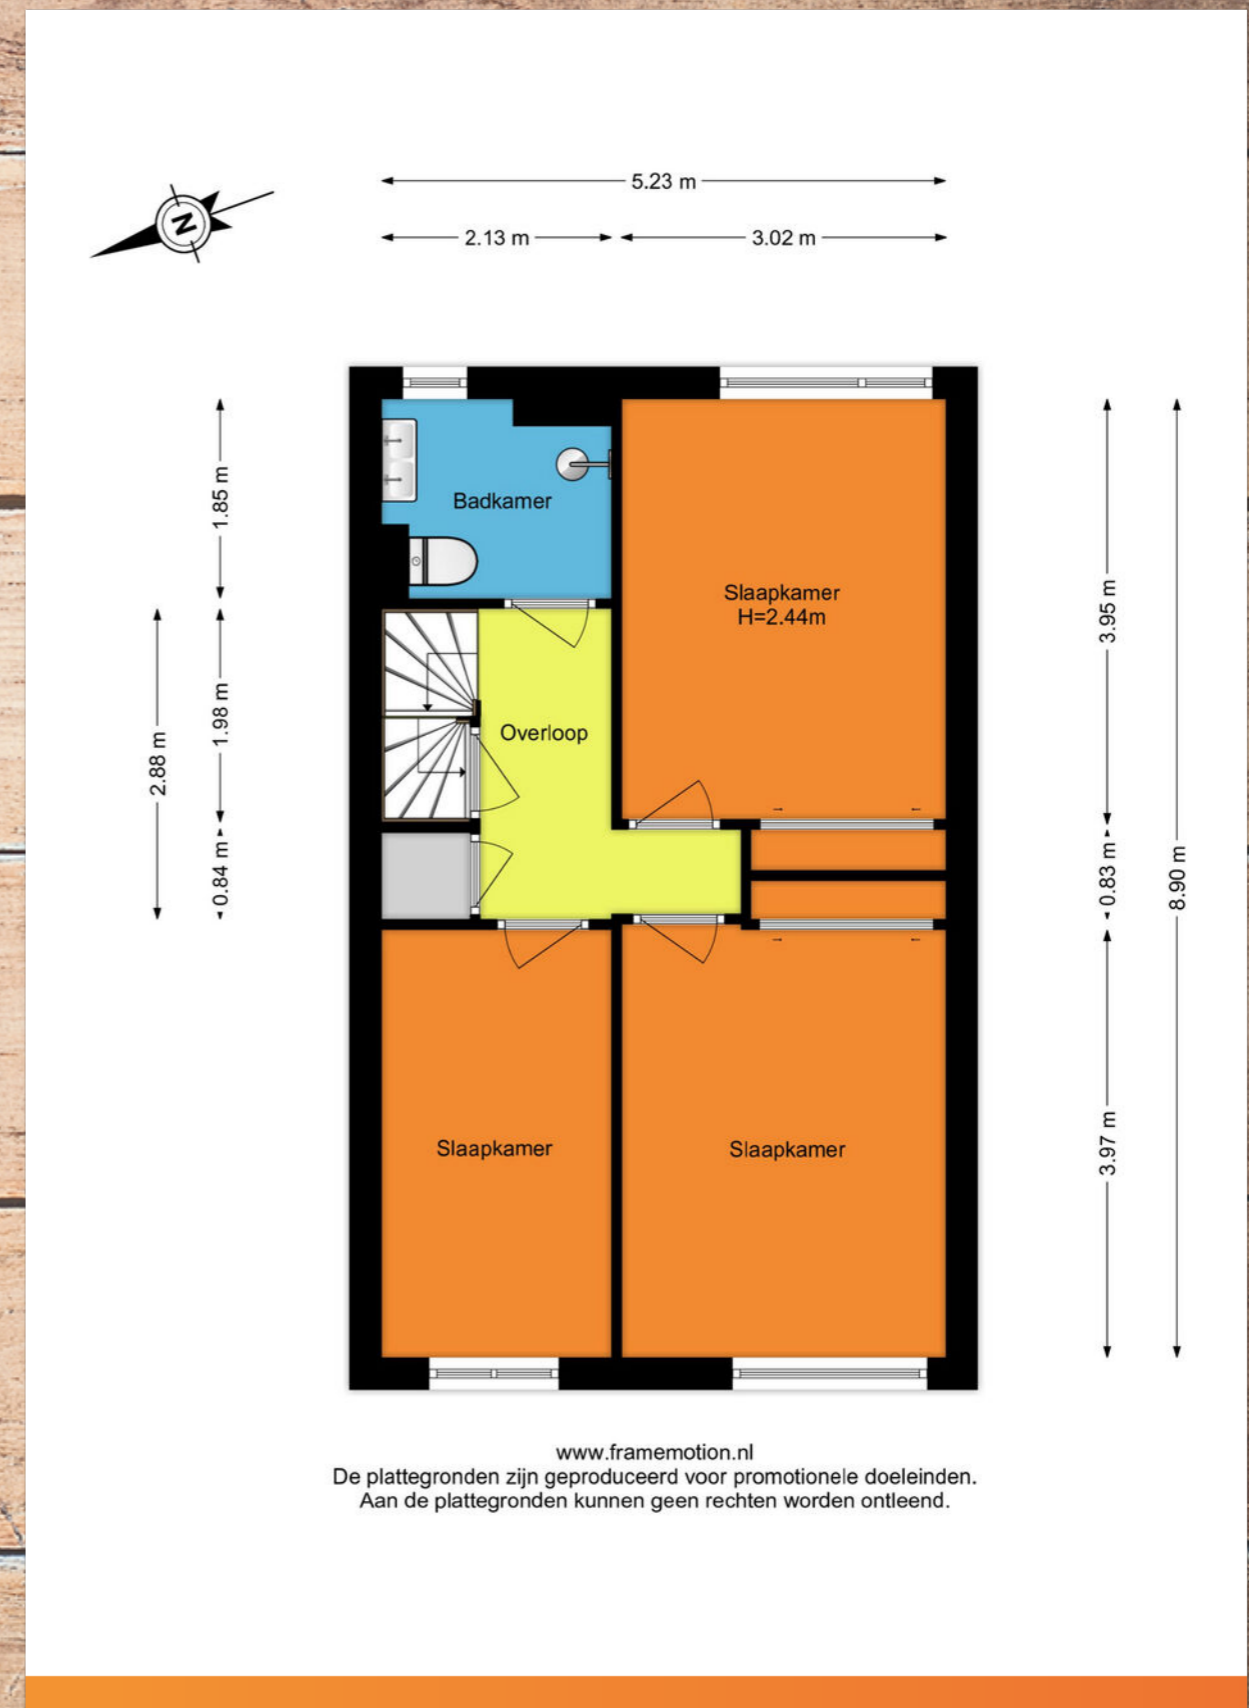 5.23 m
2.13 m
3.02 m
N
1.85 m
Badkamer
Slaapkamer
H=2.44m
3.95 m
1.98 m
2.88 m
Overloop
0.84 m
0.83 m
8.90 m
Slaapkamer
Slaapkamer
3.97 m
www.framemotion.nl
De plattegronden zijn geproduceerd voor promotionele doeleinden.
Aan de plattegronden kunnen geen rechten worden ontleend.